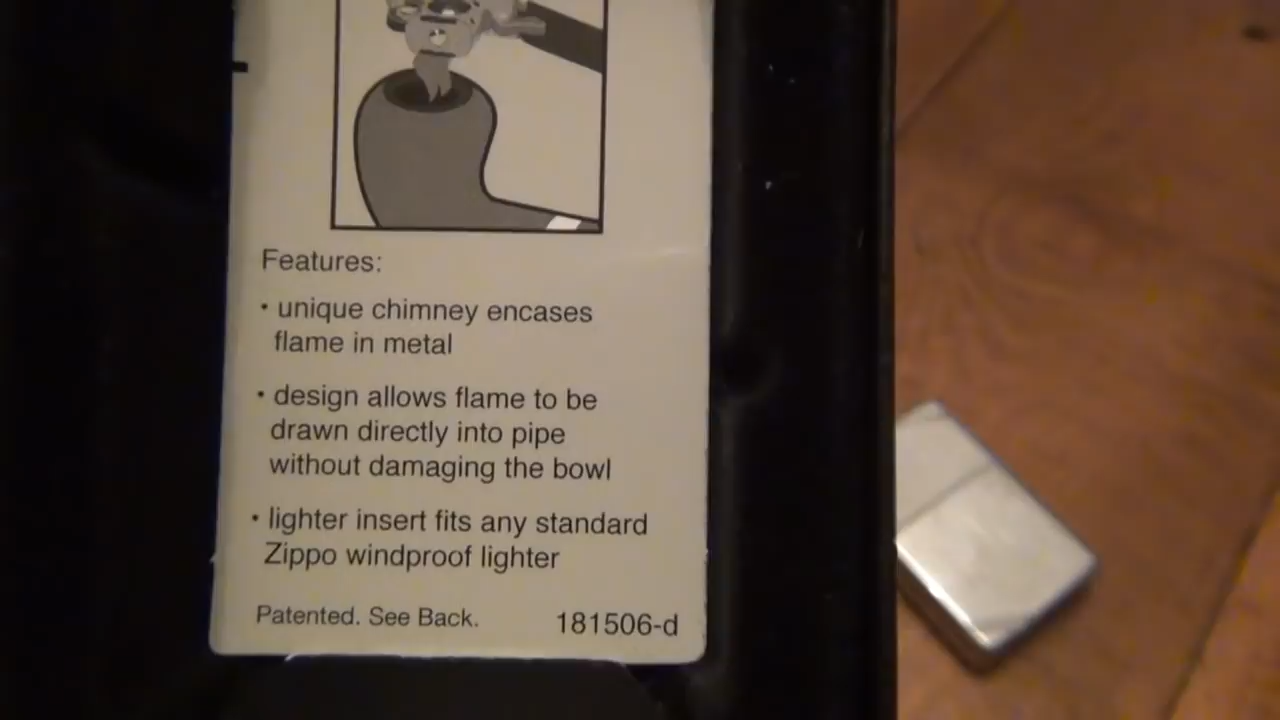 Features:
• unique chimney encases
flame in metal
• design allows flame to be
drawn directly into pipe
without damaging the bowl
• lighter insert fits any standard
Zippo windproof lighter
Patented. See Back.
181506-d